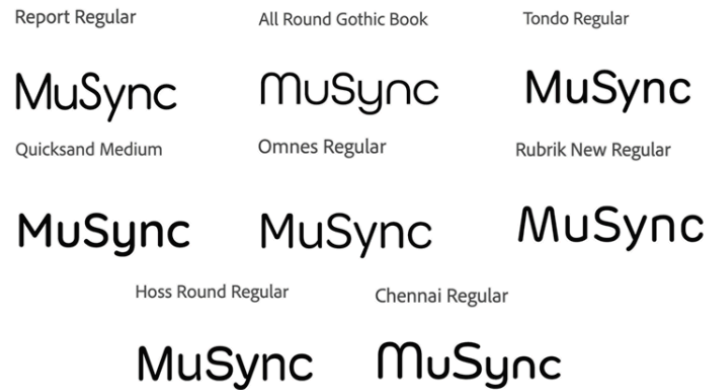 Report Regular
All Round Gothic Book
Tondo Regular
MuSync
MuSync
MuSync
Quicksand Medium
Omnes Regular
Rubrik New Regular
MuSync
MuSync
MuSync
Hoss Round Regular
Chennai Regular
MuSync
MuSync